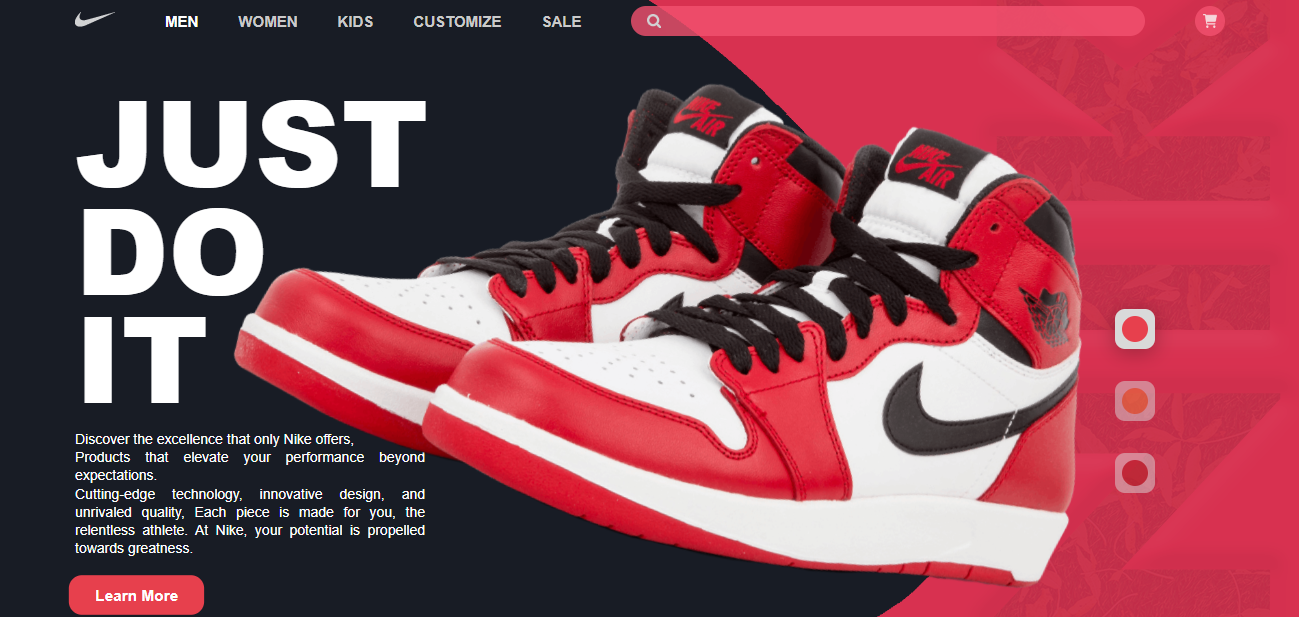 MEN WOMEN KIDS CUSTOMIZE SALE
JUST
DO
IT
NIKE
AIR
NIKE
AIR
Discover the excellence that only Nike offers,
Products that elevate your performance beyond
expectations.
Cutting-edge technology, innovative design, and
unrivaled quality, Each piece is made for you, the
relentless athlete. At Nike, your potential is propelled
towards greatness.
Learn More